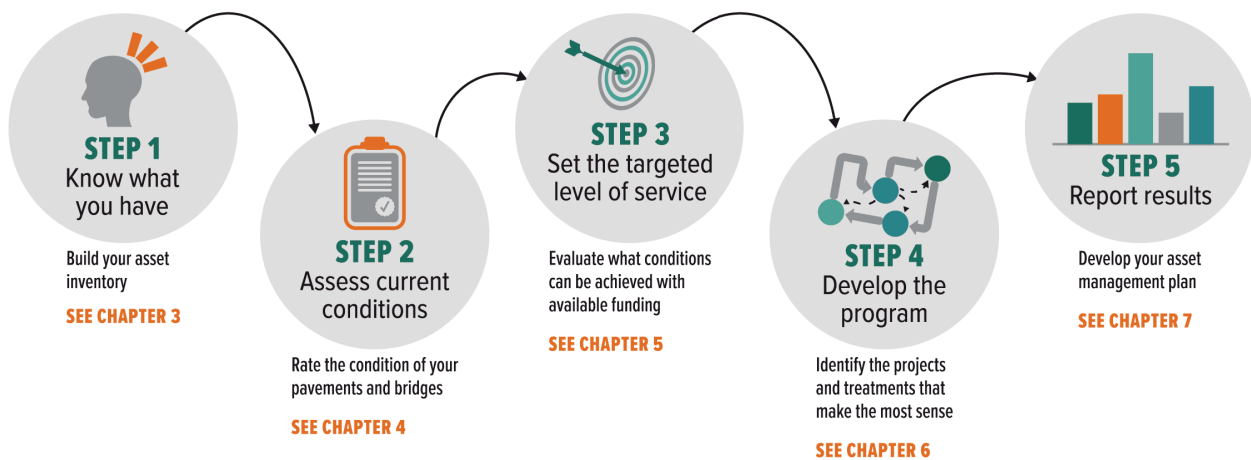 STEP 1
Know what
you have
Build your asset
inventory
SEE CHAPTER 3
STEP 2
Assess current
conditions
Rate the condition of your
pavements and bridges
SEE CHAPTER 4
STEP 3
Set the targeted
level of service
Evaluate what conditions
can be achieved with
available funding
SEE CHAPTER 5
STEP 4
Develop the
program
Identify the projects
and treatments that
make the most sense
SEE CHAPTER 6
STEP 5
Report results
Develop your asset
management plan
SEE CHAPTER 7